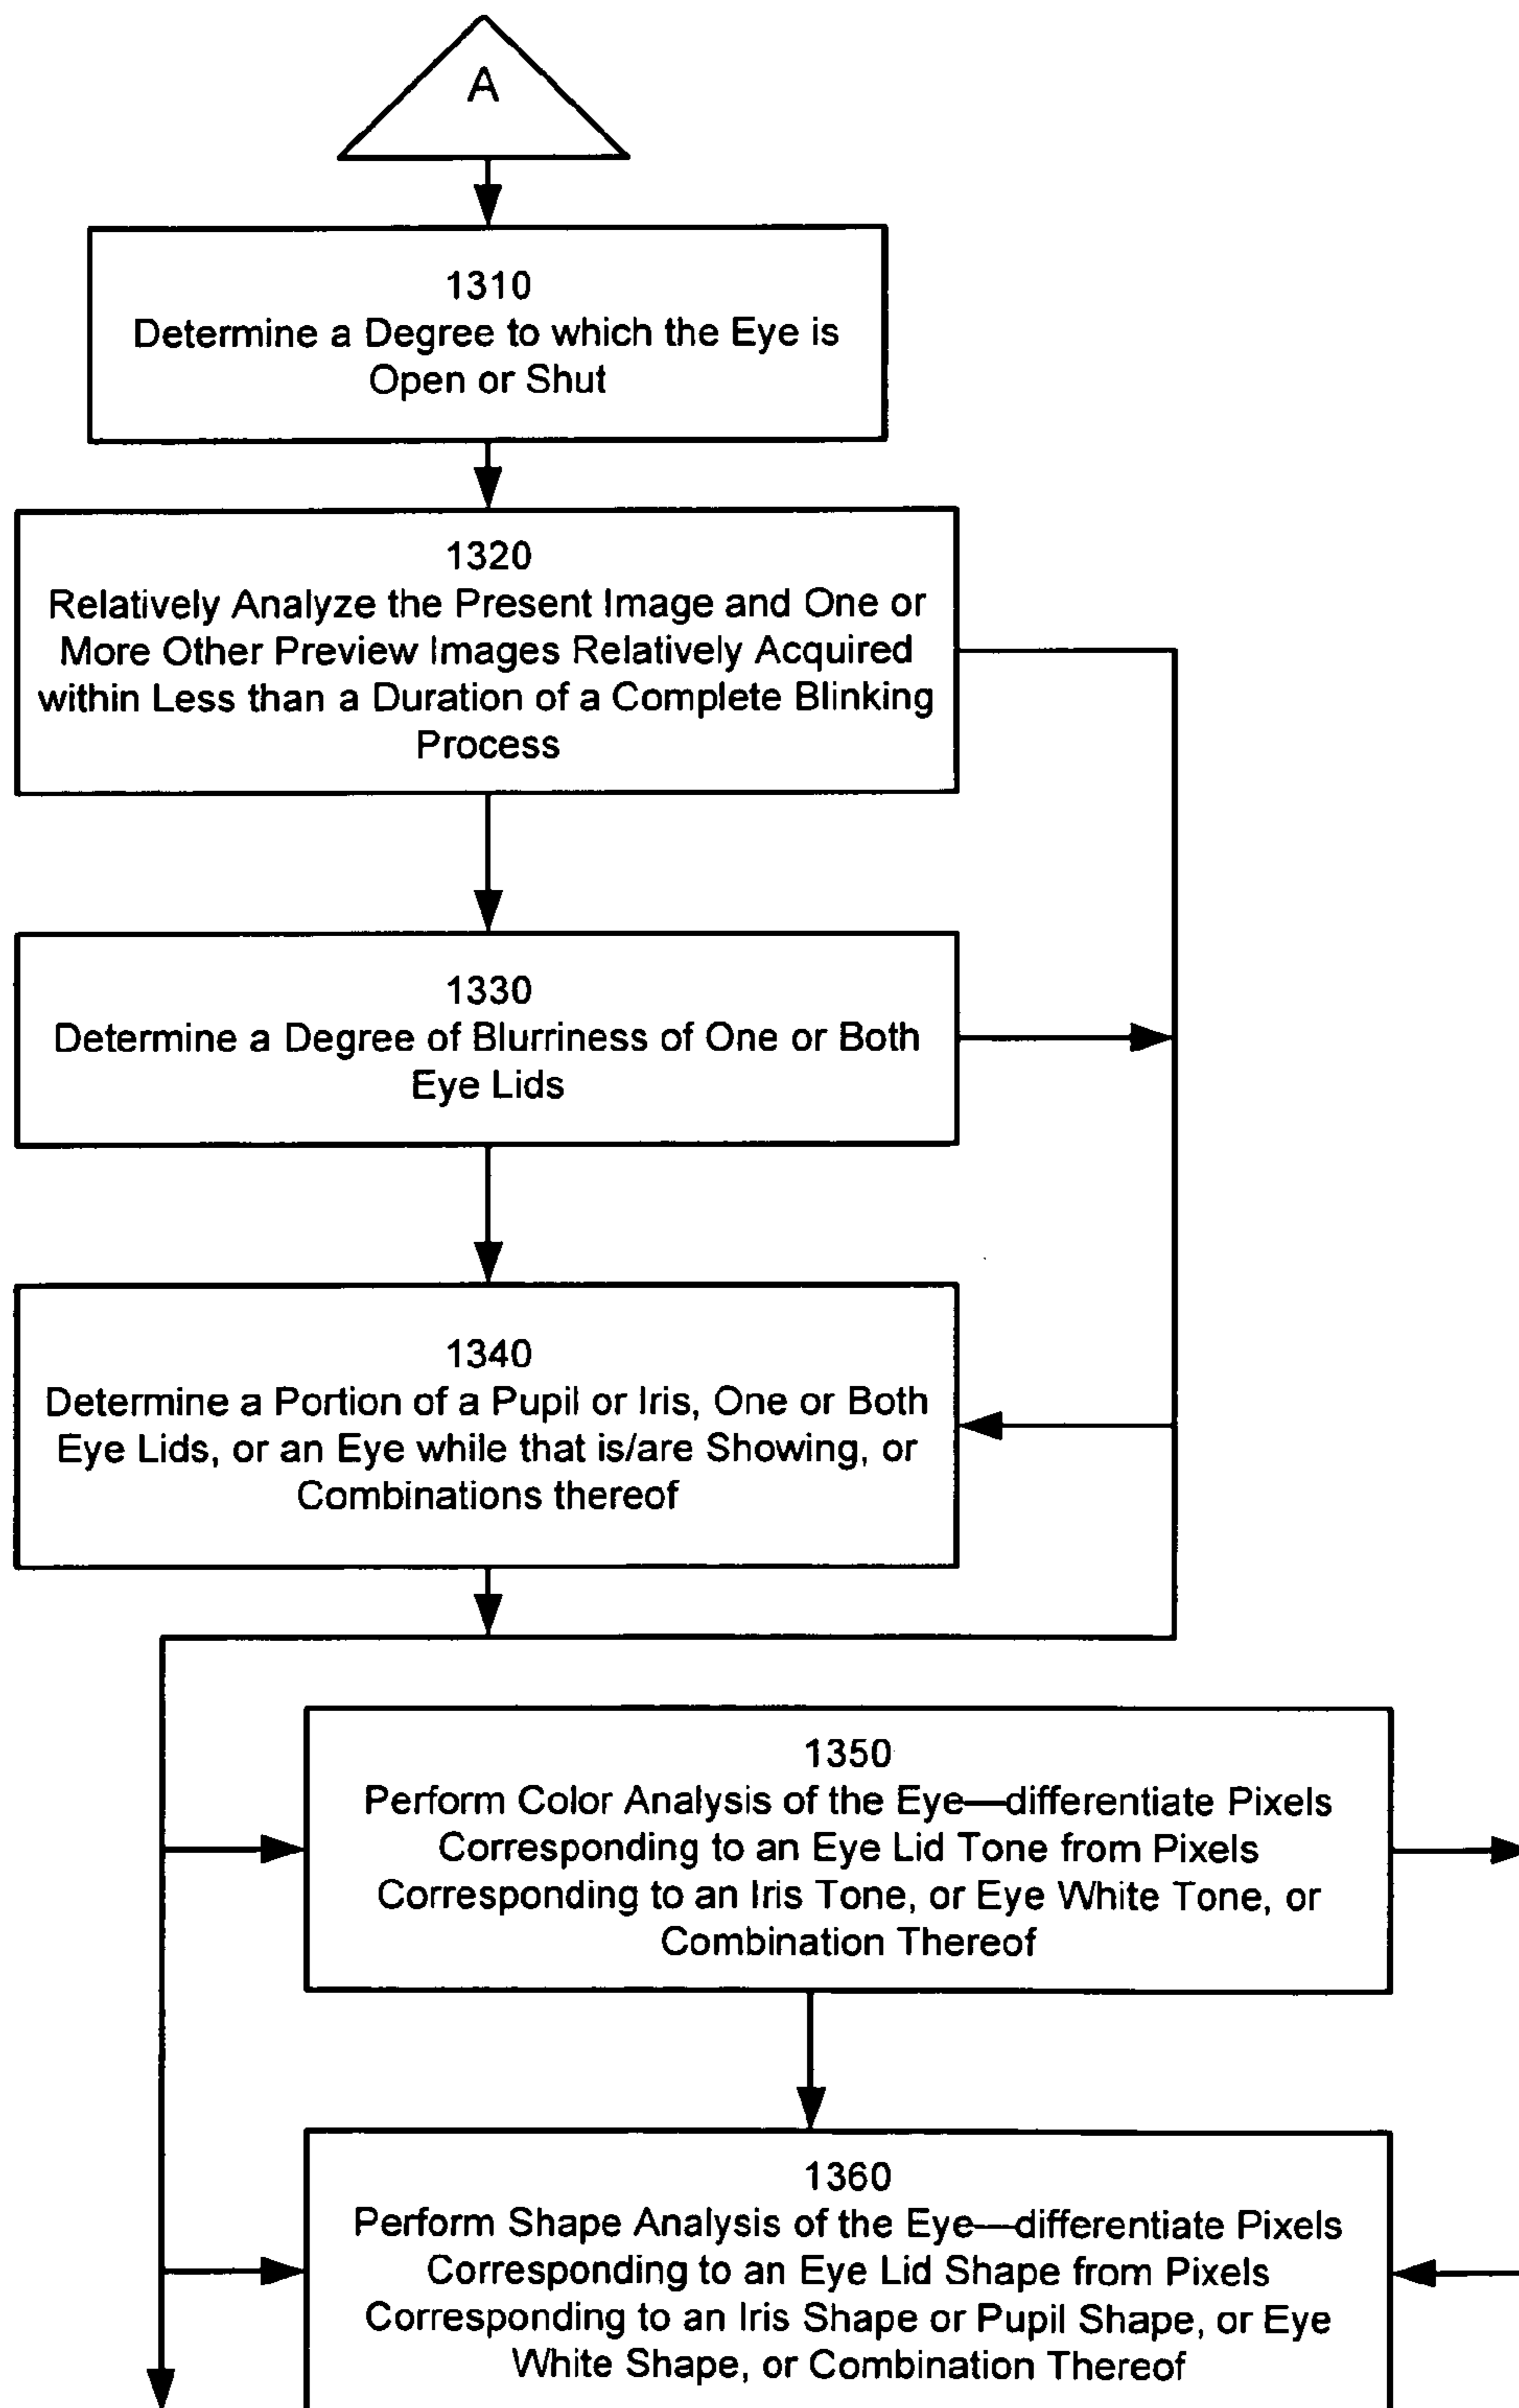 A
1310
Determine a Degree to which the Eye is
Open or Shut
1320
Relatively Analyze the Present Image and One or
More Other Preview Images Relatively Acquired
within Less than a Duration of a Complete Blinking
Process
1330
Determine a Degree of Blurriness of One or Both
Eye Lids
1340
Determine a Portion of a Pupil or Iris, One or Both
Eye Lids, or an Eye while that is/are Showing, or
Combinations thereof
1350
Perform Color Analysis of the Eye—differentiate Pixels
Corresponding to an Eye Lid Tone from Pixels
Corresponding to an Iris Tone, or Eye White Tone, or
Combination Thereof
1360
Perform Shape Analysis of the Eye—differentiate Pixels
Corresponding to an Eye Lid Shape from Pixels
Corresponding to an Iris Shape or Pupil Shape, or Eye
White Shape, or Combination Thereof